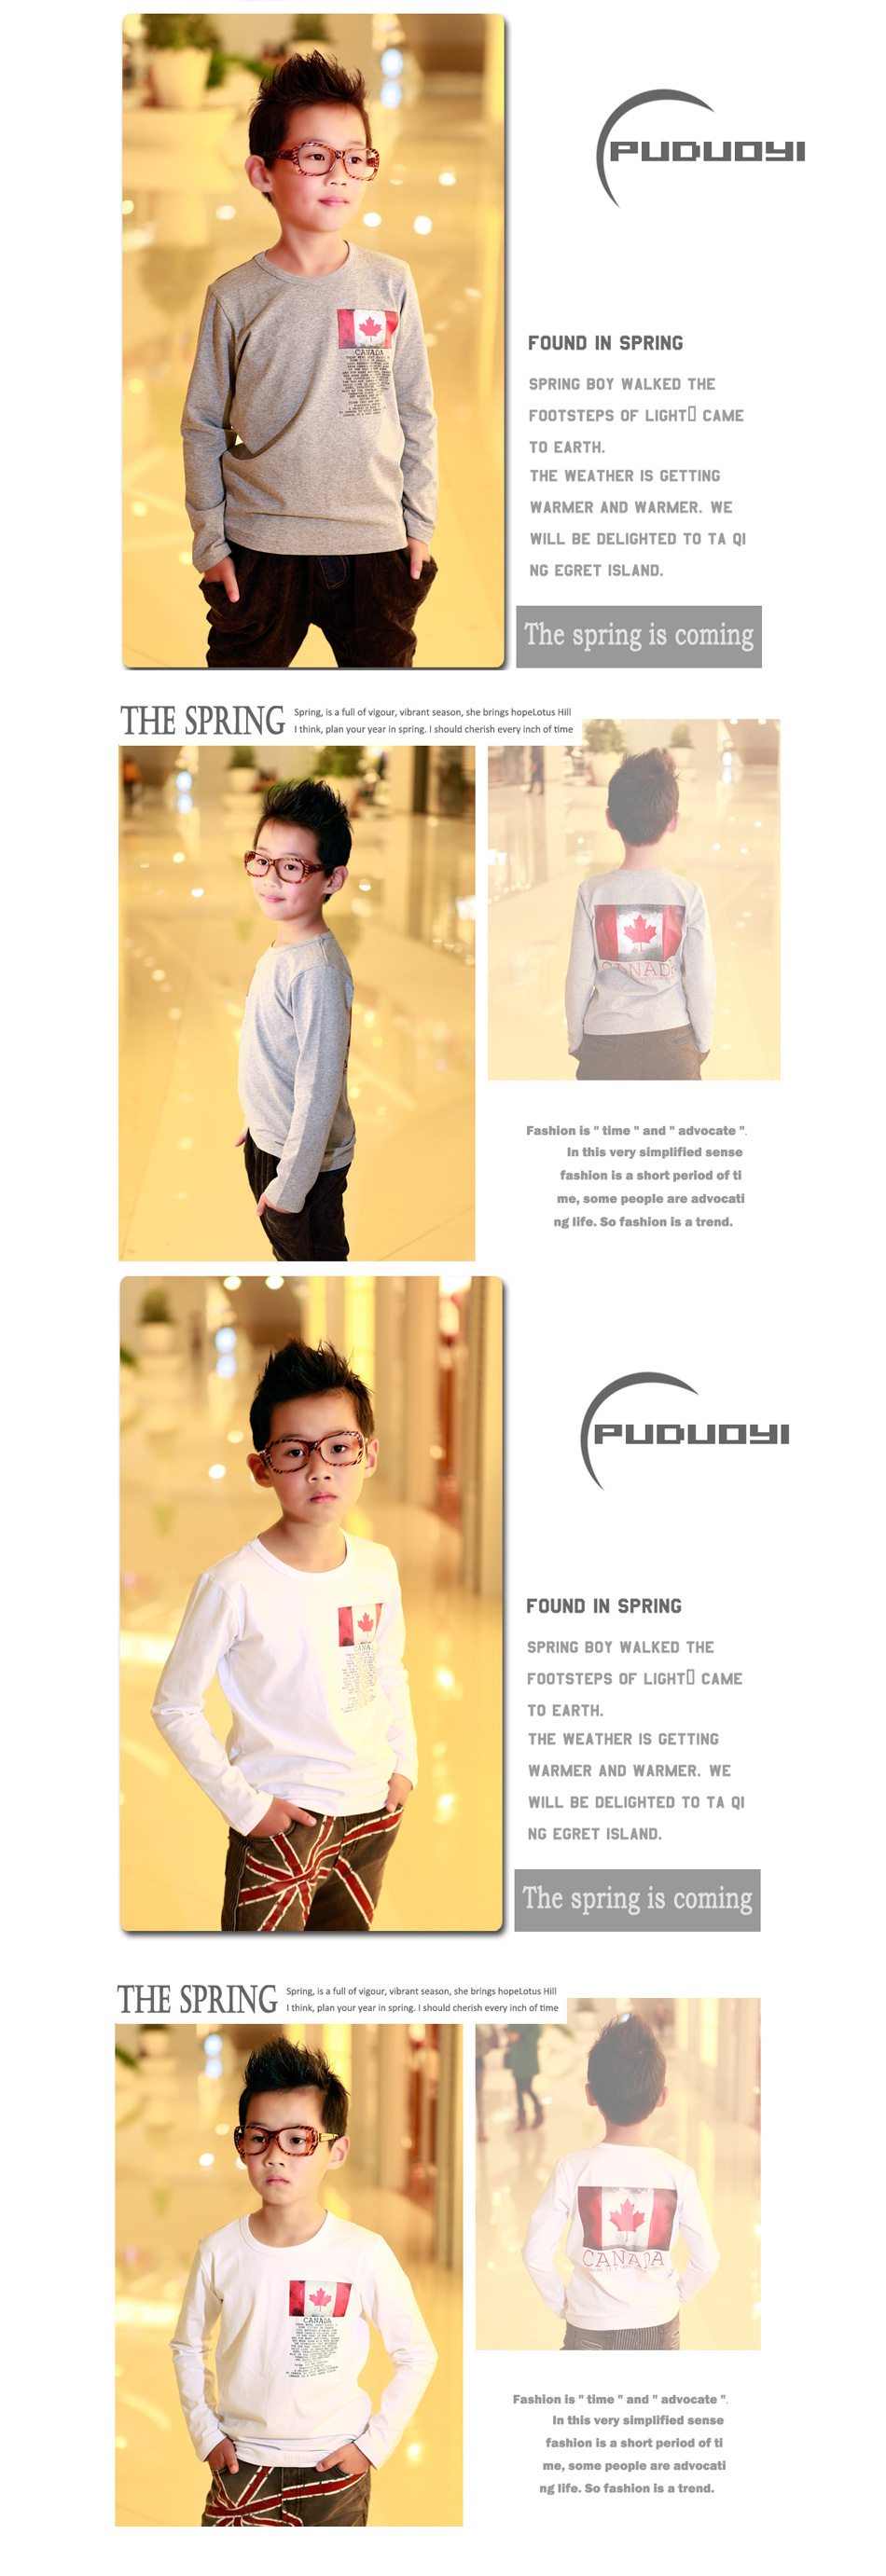 PUDUOYI
FOUND IN SPRING
SPRING BOY WALKED THE
FOOTSTEPS OF LIGHT▯ CAME
TO EARTH.
THE WEATHER IS GETTING
WARMER AND WARMER. WE
WILL BE DELIGHTED TO TA QI
NG EGRET ISLAND.
The spring is coming
CANADA
THE SPRING
Spring, is a full of vigour, vibrant season, she brings hopeLotus Hill
I think, plan your year in spring. I should cherish every inch of time
Fashion is " time " and " advocate ".
In this very simplified sense
fashion is a short period of ti
me, some people are advocati
ng life. So fashion is a trend.
PUDUOYI
FOUND IN SPRING
SPRING BOY WALKED THE
FOOTSTEPS OF LIGHT▯ CAME
TO EARTH.
THE WEATHER IS GETTING
WARMER AND WARMER. WE
WILL BE DELIGHTED TO TA QI
NG EGRET ISLAND.
The spring is coming
THE SPRING
Spring, is a full of vigour, vibrant season, she brings hopeLotus Hill
I think, plan your year in spring. I should cherish every inch of time
CANADA
CANADA
Fashion is " time " and " advocate ".
In this very simplified sense
fashion is a short period of ti
me, some people are advocati
ng life. So fashion is a trend.